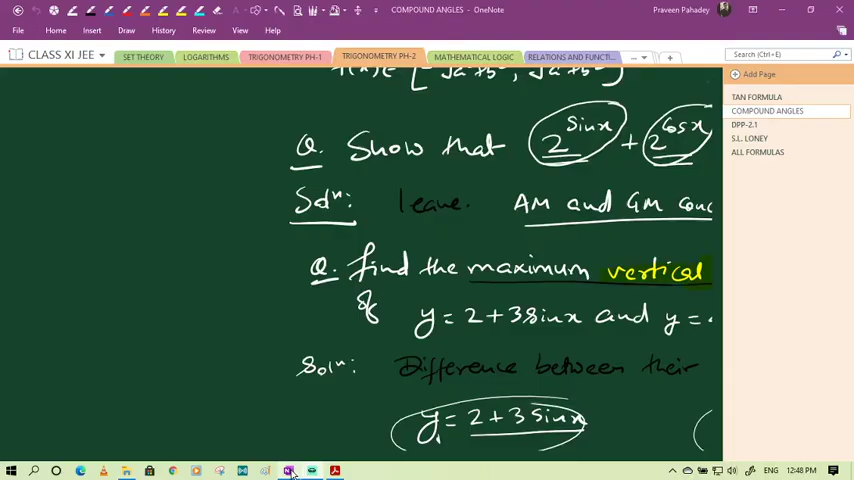 COMPOUND ANGLES - OneNote
Praveen Pahadey
File Home Insert Draw History Review View Help
CLASS XI JEE SET THEORY LOGARITHMS TRIGONOMETRY PH-1 TRIGONOMETRY PH-2 MATHEMATICAL LOGIC RELATIONS AND FUNCTI... Search (Ctrl+E)
Add Page
TAN FORMULA
COMPOUND ANGLES
DPP-2.1
S.L. LONEY
ALL FORMULAS
Q. Show that 2^sinx + 2^cosx
Solⁿ: leave. AM and GM conc
Q. find the maximum vertical
of y = 2 + 3 sinx and y =
Solⁿ: Difference between their
y = 2 + 3 sinx
ENG 12:48 PM